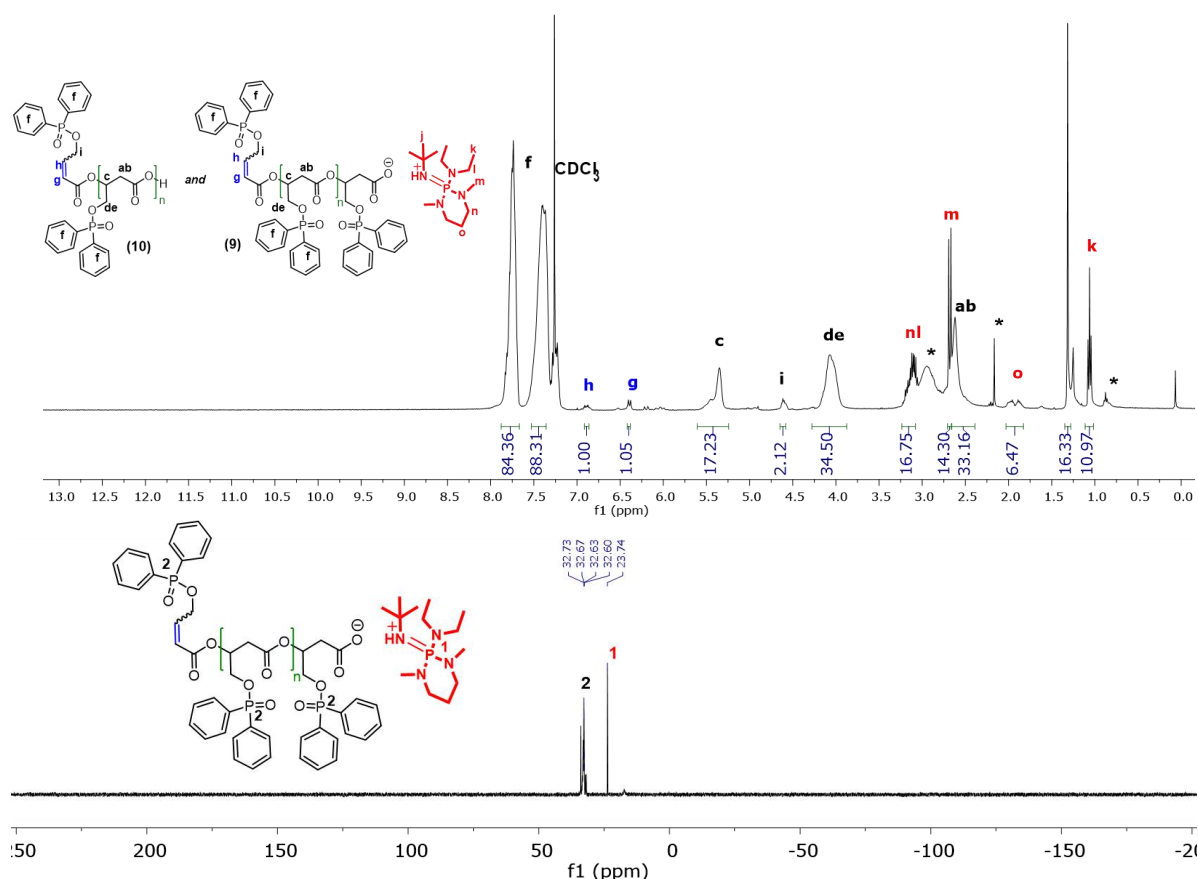 f
f
P
O
O
i
h
g
O
O
c
ab
O
O
H
n
de
O
P
O
f
f
(10)
and
f
f
P
O
O
i
h
g
O
O
c
ab
O
O
O
O
⊖
n
de
O
P
O
f
f
O
P
O
(9)
j
k
HN
+
N
l
P
m
N
N
n
o
f
CDCl3
h
g
c
i
de
nl
*
m
ab
*
o
k
*
84.36
88.31
1.00
1.05
17.23
2.12
34.50
16.75
14.30
33.16
6.47
16.33
10.97
13.0 12.5 12.0 11.5 11.0 10.5 10.0 9.5 9.0 8.5 8.0 7.5 7.0 6.5 6.0 5.5 5.0 4.5 4.0 3.5 3.0 2.5 2.0 1.5 1.0 0.5 0.0
f1 (ppm)
32.73
32.67
32.63
32.60
23.74
2
P
O
O
O
O
O
O
O
O
⊖
n
O
O
P
2
O
P
2
O
HN
+
N
1
P
N
N
2
1
250 200 150 100 50 0 -50 -100 -150 -20
f1 (ppm)